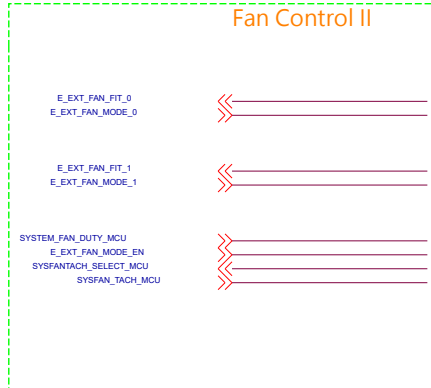 Fan Control II
E_EXT_FAN_FIT_0
E_EXT_FAN_MODE_0
E_EXT_FAN_FIT_1
E_EXT_FAN_MODE_1
SYSTEM_FAN_DUTY_MCU
E_EXT_FAN_MODE_EN
SYSFANTACH_SELECT_MCU
SYSFAN_TACH_MCU